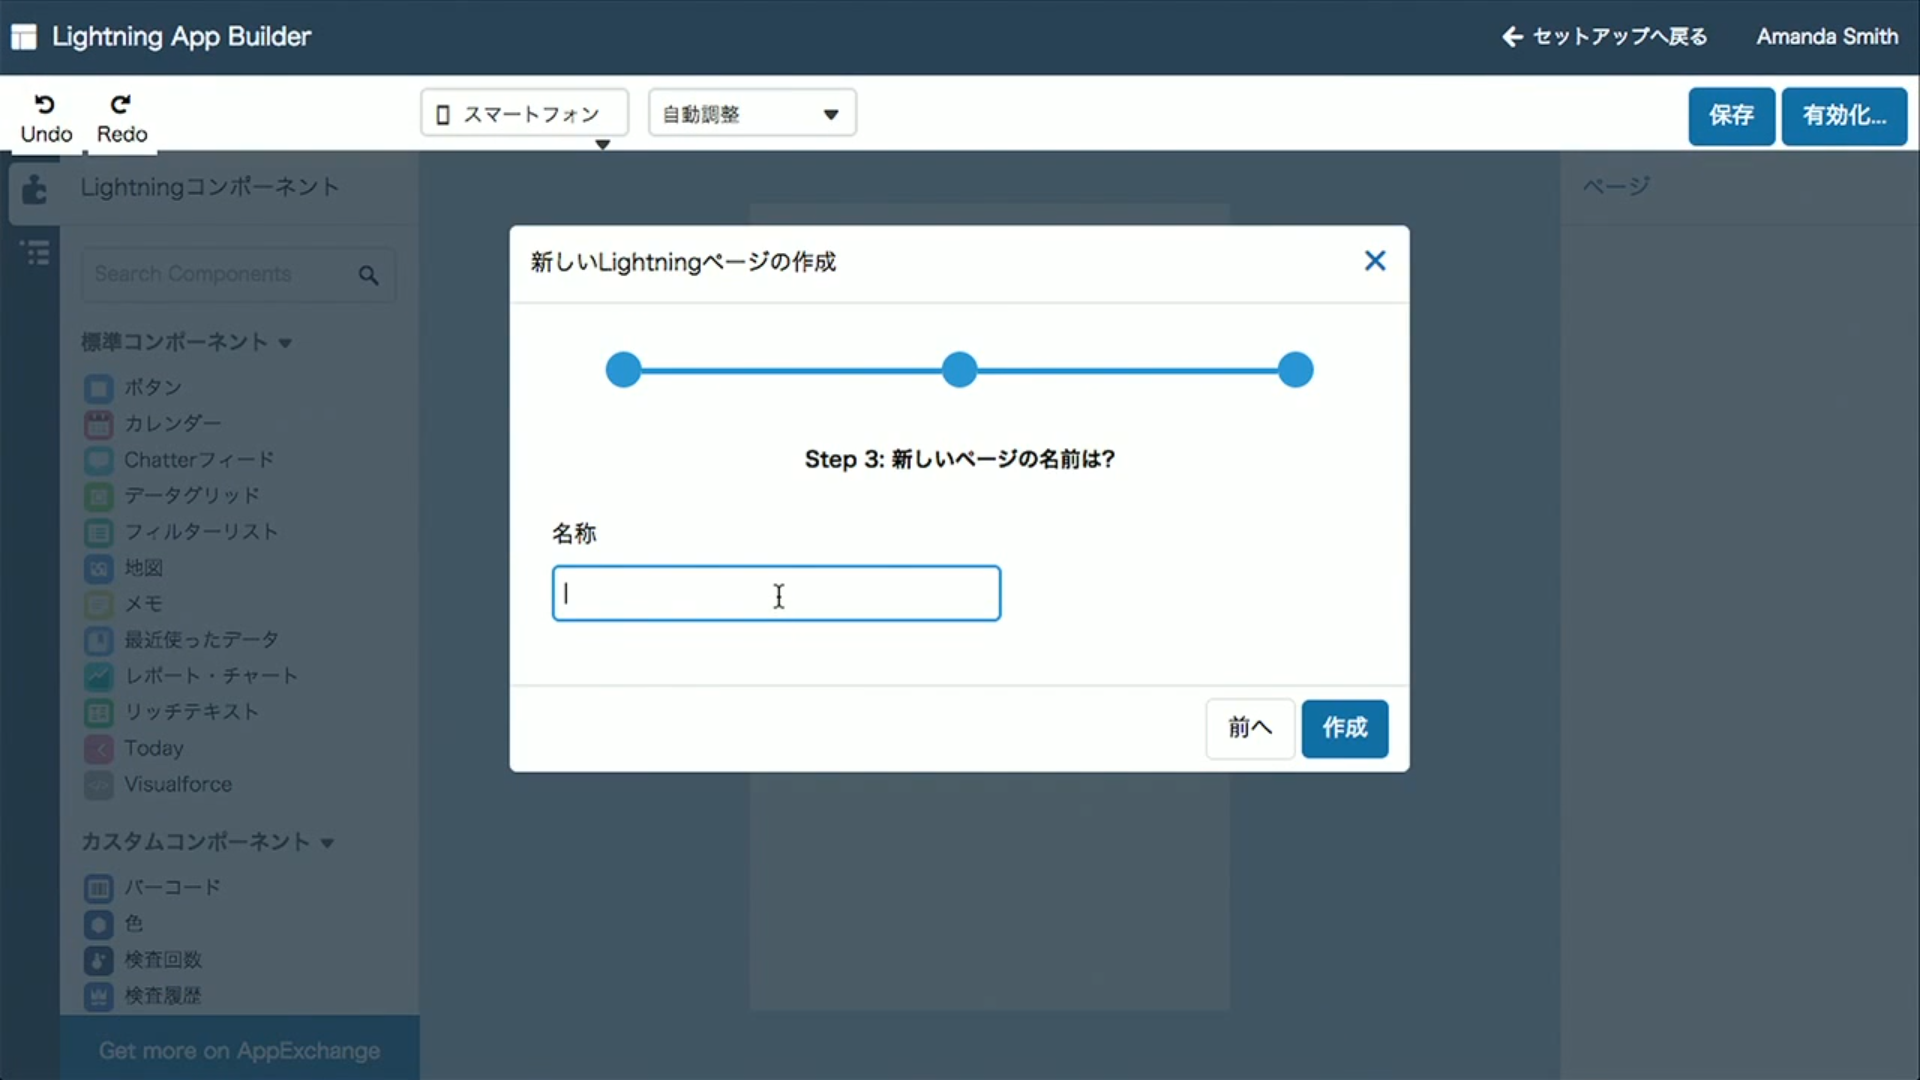 Lightning App Builder
セットアップへ戻る
Amanda Smith
Undo
Redo
スマートフォン
自動調整
保存
有効化...
Lightningコンポーネント
Search Components
標準コンポーネント
ボタン
カレンダー
Chatterフィード
データグリッド
フィルターリスト
地図
メモ
最近使ったデータ
レポート・チャート
リッチテキスト
Today
Visualforce
カスタムコンポーネント
バーコード
色
検査回数
検査履歴
Get more on AppExchange
新しいLightningページの作成
Step 3: 新しいページの名前は?
名称
前へ
作成
ページ